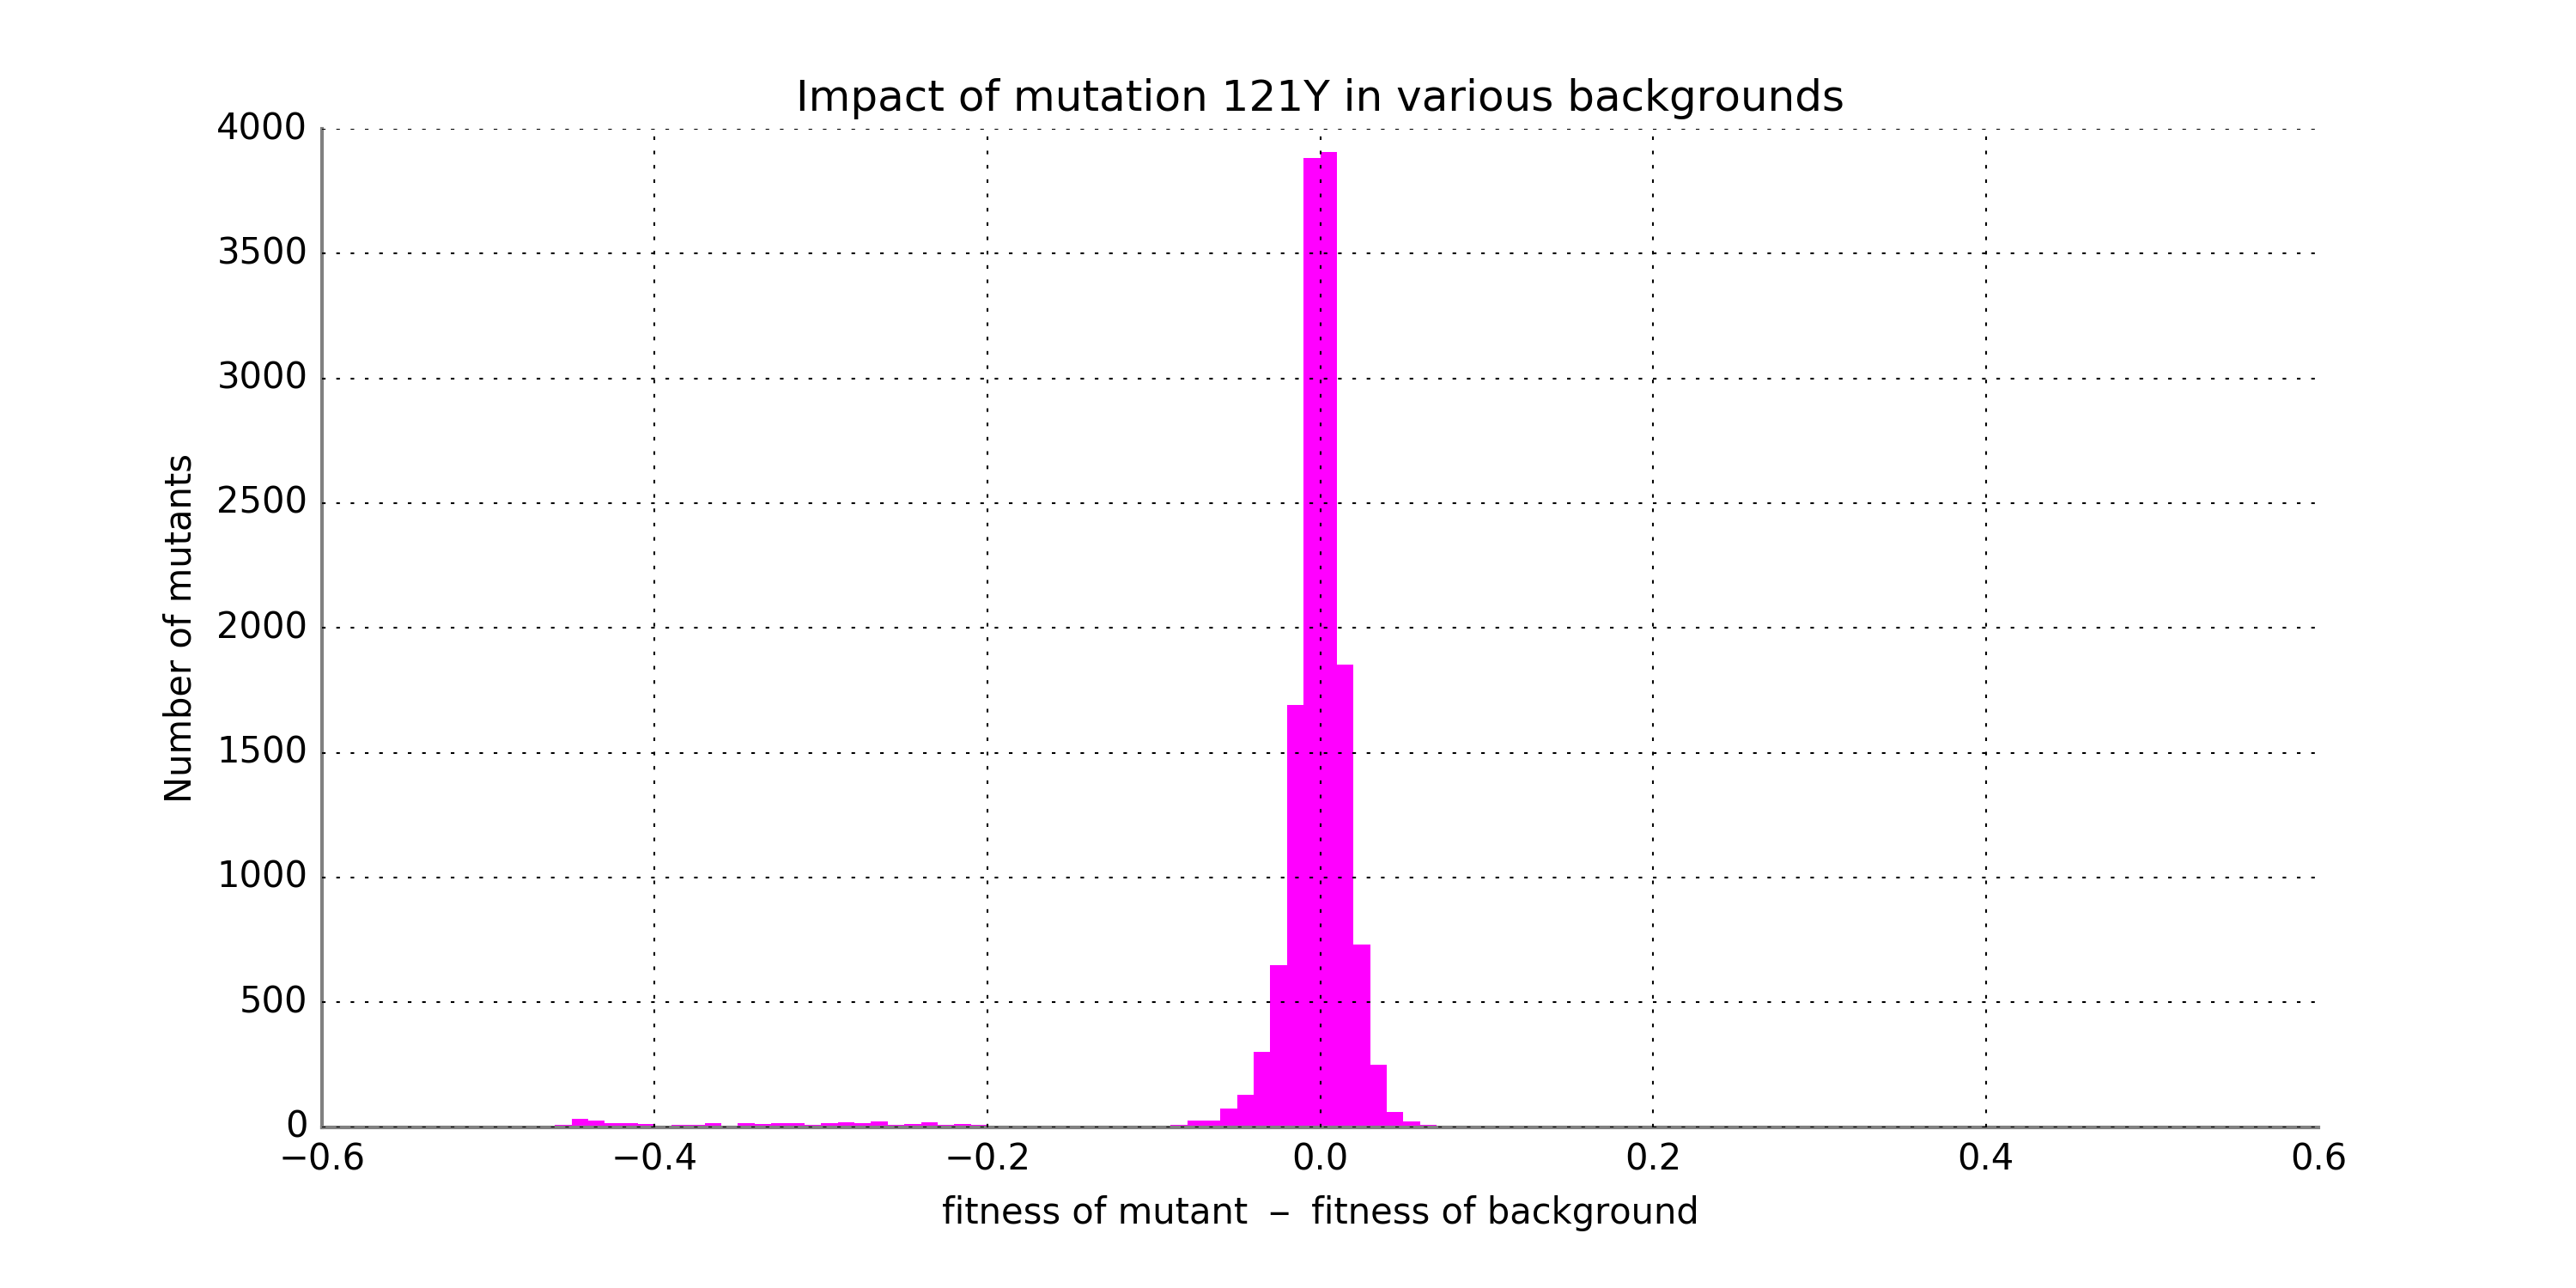 Impact of mutation 121Y in various backgrounds
4000
3500
3000
2500
2000
1500
1000
500
0
Number of mutants
−0.6 −0.4 −0.2 0.0 0.2 0.4 0.6
fitness of mutant − fitness of background